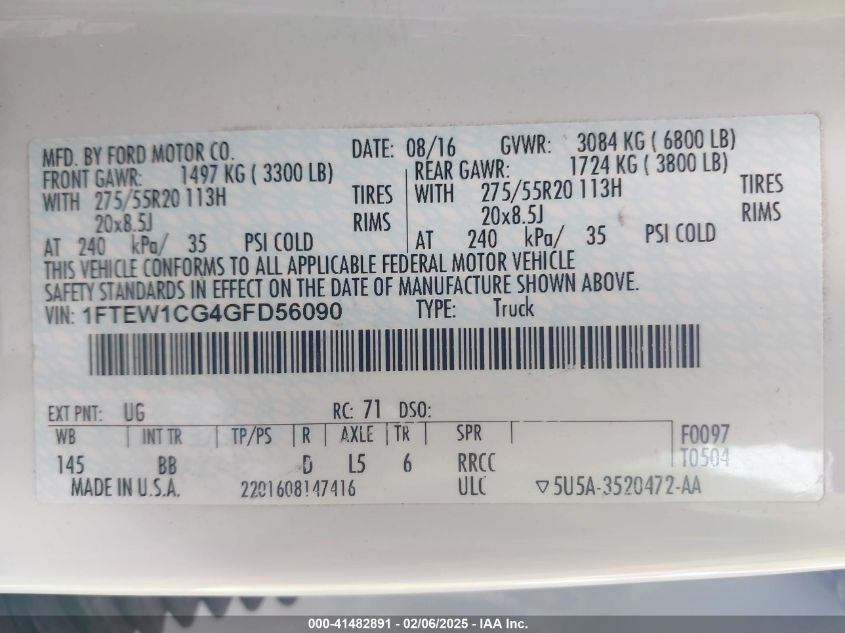 MFD. BY FORD MOTOR CO. DATE: 08/16 GVWR: 3084 KG ( 6800 LB)
FRONT GAWR: 1497 KG ( 3300 LB) REAR GAWR: 1724 KG ( 3800 LB)
WITH 275/55R20 113H TIRES WITH 275/55R20 113H TIRES
20x8.5J RIMS 20x8.5J RIMS
AT 240 kPa/ 35 PSI COLD AT 240 kPa/ 35 PSI COLD
THIS VEHICLE CONFORMS TO ALL APPLICABLE FEDERAL MOTOR VEHICLE
SAFETY STANDARDS IN EFFECT ON THE DATE OF MANUFACTURE SHOWN ABOVE.
VIN: 1FTEW1CG4GFD56090 TYPE: Truck
EXT PNT: UG RC: 71 DSO:
WB INT TR TP/PS R AXLE TR SPR F0097
145 BB D L5 6 RRCC T0504
MADE IN U.S.A. 2201608147416 ULC ▽5U5A-3520472-AA
000-41482891 - 02/06/2025 - IAA Inc.